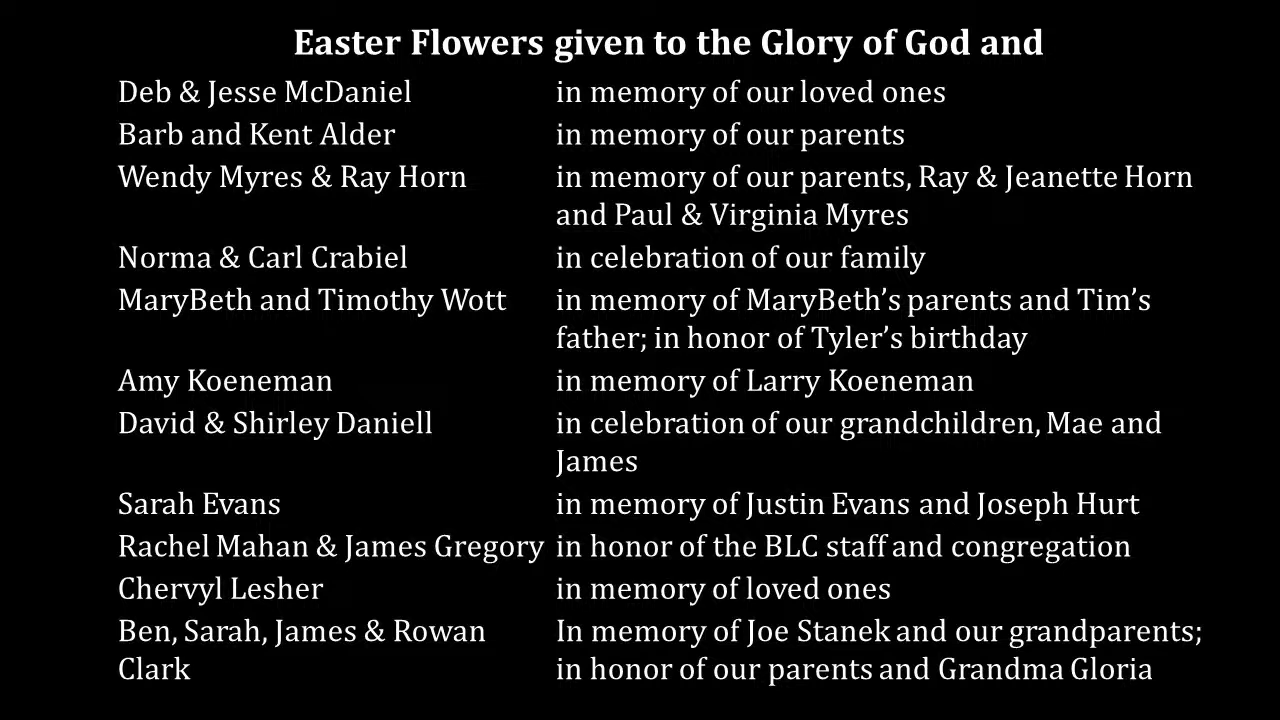 Easter Flowers given to the Glory of God and
Deb & Jesse McDaniel in memory of our loved ones
Barb and Kent Alder in memory of our parents
Wendy Myres & Ray Horn in memory of our parents, Ray & Jeanette Horn
and Paul & Virginia Myres
Norma & Carl Crabiel in celebration of our family
MaryBeth and Timothy Wott in memory of MaryBeth’s parents and Tim’s
father; in honor of Tyler’s birthday
Amy Koeneman in memory of Larry Koeneman
David & Shirley Daniell in celebration of our grandchildren, Mae and
James
Sarah Evans in memory of Justin Evans and Joseph Hurt
Rachel Mahan & James Gregory in honor of the BLC staff and congregation
Chervyl Lesher in memory of loved ones
Ben, Sarah, James & Rowan In memory of Joe Stanek and our grandparents;
Clark in honor of our parents and Grandma Gloria